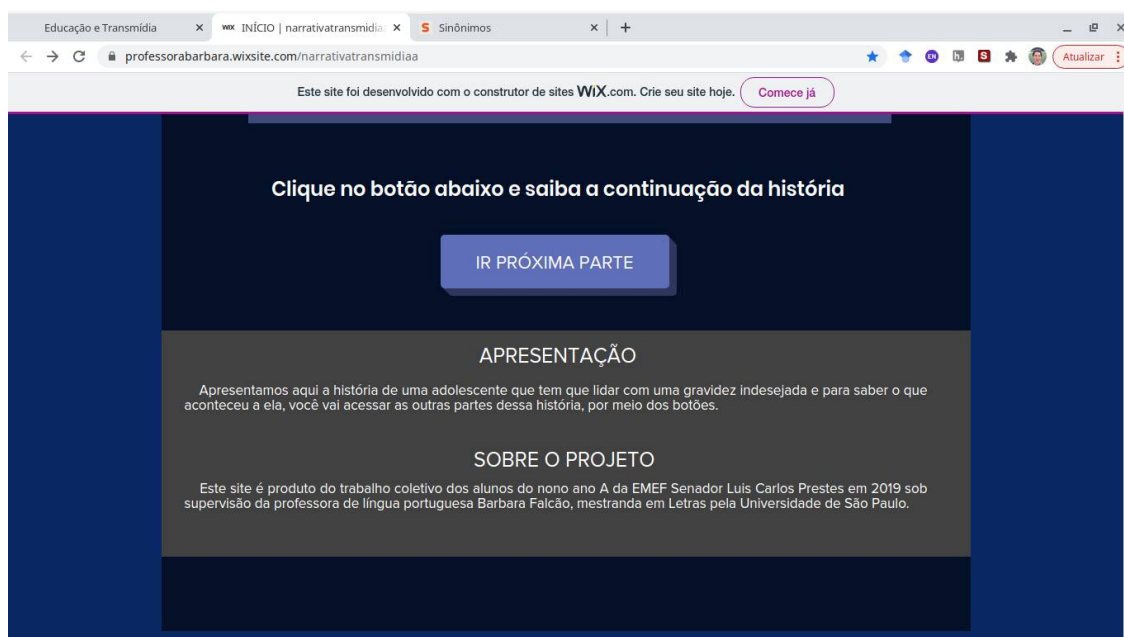 Educação e Transmídia
WiX INÍCIO | narrativatransmidia
S Sinônimos
professorabarbara.wixsite.com/narrativatransmidiaa
EN
h.
S
Atualizar
Este site foi desenvolvido com o construtor de sites WiX.com. Crie seu site hoje. Comece já
Clique no botão abaixo e saiba a continuação da história
IR PRÓXIMA PARTE
APRESENTAÇÃO
Apresentamos aqui a história de uma adolescente que tem que lidar com uma gravidez indesejada e para saber o que
aconteceu a ela, você vai acessar as outras partes dessa história, por meio dos botões.
SOBRE O PROJETO
Este site é produto do trabalho coletivo dos alunos do nono ano A da EMEF Senador Luis Carlos Prestes em 2019 sob
supervisão da professora de língua portuguesa Barbara Falcão, mestranda em Letras pela Universidade de São Paulo.